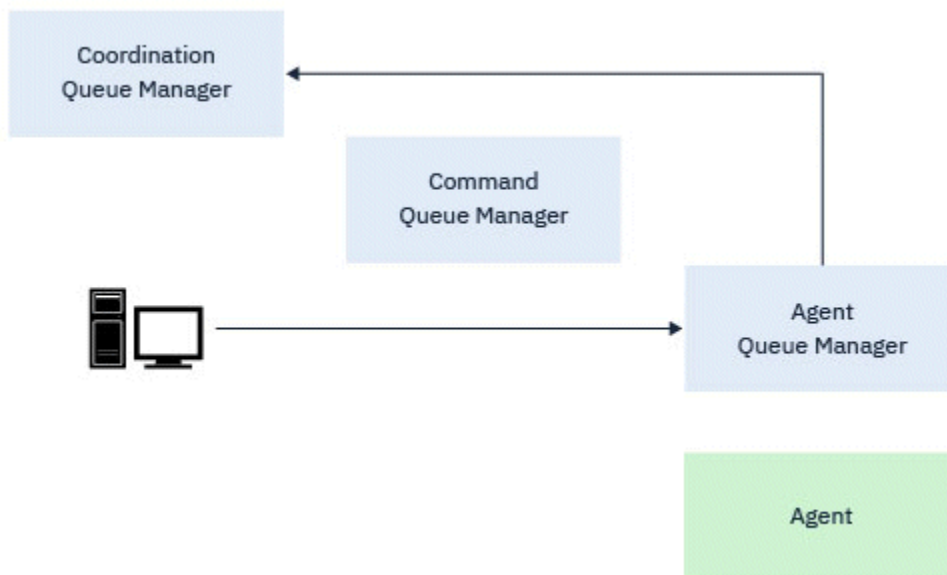 Coordination
Queue Manager
Command
Queue Manager
Agent
Queue Manager
Agent